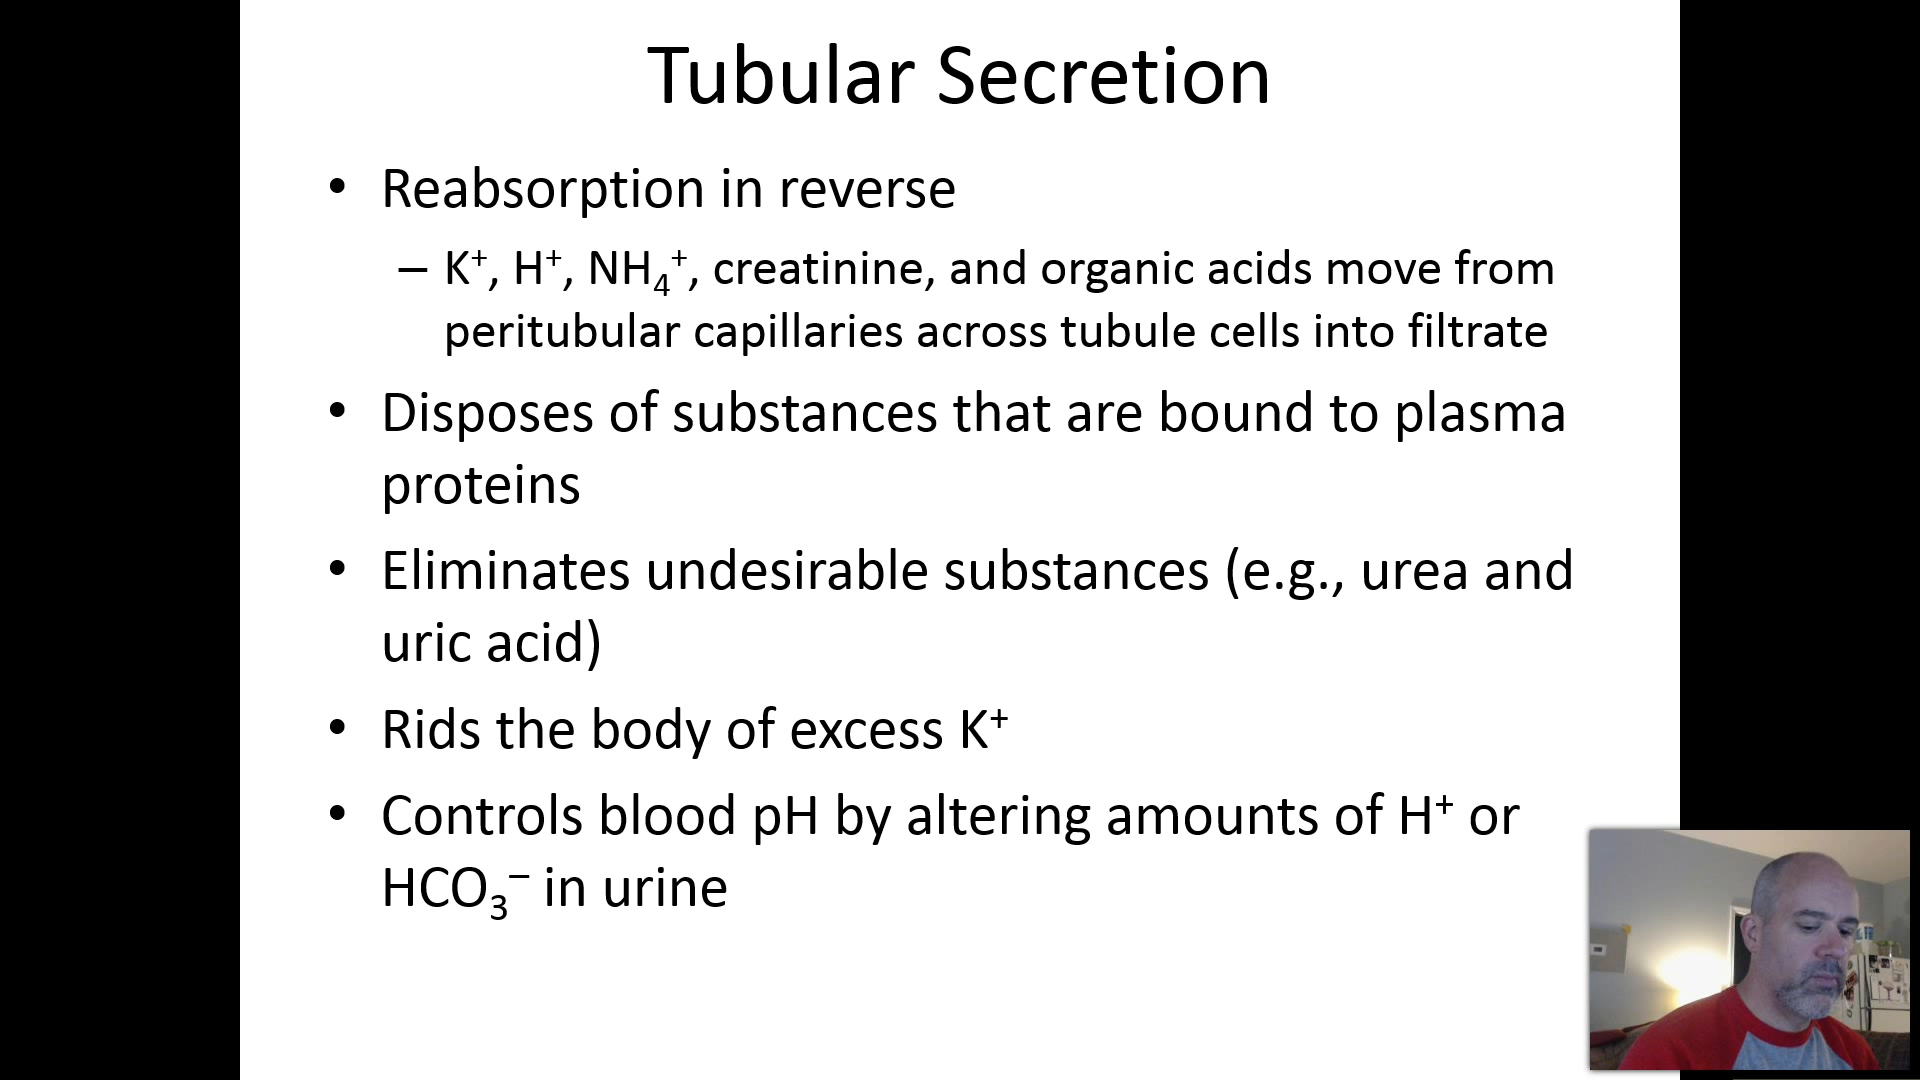 Tubular Secretion
• Reabsorption in reverse
– K⁺, H⁺, NH₄⁺, creatinine, and organic acids move from
peritubular capillaries across tubule cells into filtrate
• Disposes of substances that are bound to plasma
proteins
• Eliminates undesirable substances (e.g., urea and
uric acid)
• Rids the body of excess K⁺
• Controls blood pH by altering amounts of H⁺ or
HCO₃⁻ in urine